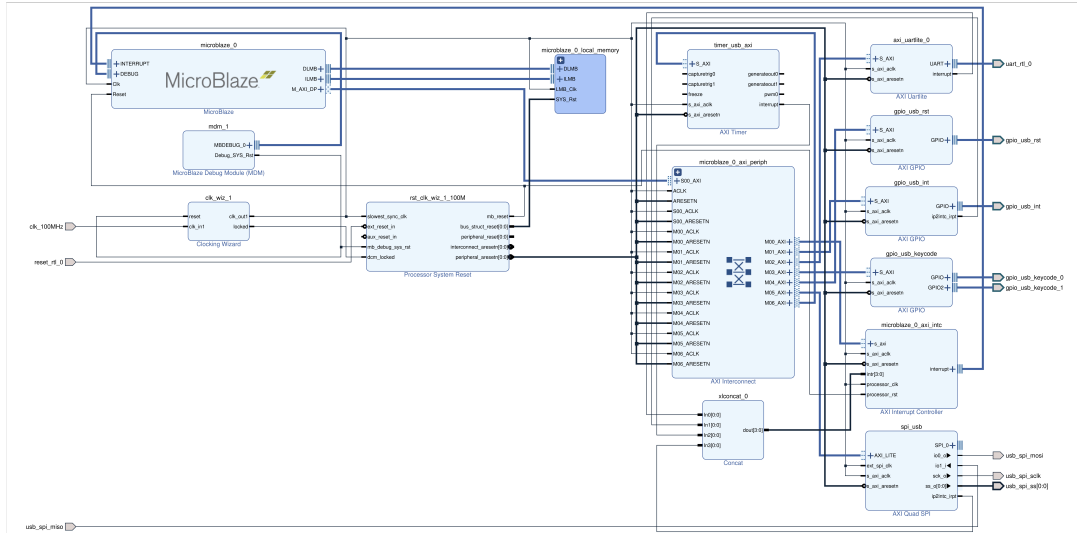 microblaze_0
INTERRUPT
DEBUG
Clk
Reset
MicroBlaze
DLMB
ILMB
M_AXI_DP
MicroBlaze
microblaze_0_local_memory
DLMB
ILMB
LMB_Clk
SYS_Rst
mdm_1
MBDEBUG_0
Debug_SYS_Rst
MicroBlaze Debug Module (MDM)
clk_wiz_1
reset
clk_in1
clk_out1
locked
Clocking Wizard
clk_100MHz
reset_rtl_0
rst_clk_wiz_1_100M
slowest_sync_clk
ext_reset_in
aux_reset_in
mb_debug_sys_rst
dcm_locked
mb_reset
bus_struct_reset[0:0]
peripheral_reset[0:0]
interconnect_aresetn[0:0]
peripheral_aresetn[0:0]
Processor System Reset
timer_usb_axi
S_AXI
capturetrig0
capturetrig1
freeze
s_axi_aclk
s_axi_aresetn
generateout0
generateout1
pwm0
interrupt
AXI Timer
microblaze_0_axi_periph
S00_AXI
ACLK
ARESETN
S00_ACLK
S00_ARESETN
M00_ACLK
M00_ARESETN
M01_ACLK
M01_ARESETN
M02_ACLK
M02_ARESETN
M03_ACLK
M03_ARESETN
M04_ACLK
M04_ARESETN
M05_ACLK
M05_ARESETN
M06_ACLK
M06_ARESETN
M00_AXI
M01_AXI
M02_AXI
M03_AXI
M04_AXI
M05_AXI
M06_AXI
AXI Interconnect
xlconcat_0
In0[0:0]
In1[0:0]
In2[0:0]
In3[0:0]
dout[3:0]
Concat
axi_uartlite_0
S_AXI
s_axi_aclk
s_axi_aresetn
UART
interrupt
AXI Uartlite
uart_rtl_0
gpio_usb_rst
S_AXI
s_axi_aclk
s_axi_aresetn
GPIO
AXI GPIO
gpio_usb_rst
gpio_usb_int
S_AXI
s_axi_aclk
s_axi_aresetn
GPIO
ip2intc_irpt
AXI GPIO
gpio_usb_int
gpio_usb_keycode
S_AXI
s_axi_aclk
s_axi_aresetn
GPIO
GPIO2
AXI GPIO
gpio_usb_keycode_0
gpio_usb_keycode_1
microblaze_0_axi_intc
s_axi
s_axi_aclk
s_axi_aresetn
intr[3:0]
processor_clk
processor_rst
interrupt
AXI Interrupt Controller
spi_usb
AXI_LITE
ext_spi_clk
s_axi_aclk
s_axi_aresetn
SPI_0
io0_o
io1_i
sck_o
ss_o[0:0]
ip2intc_irpt
AXI Quad SPI
usb_spi_mosi
usb_spi_sclk
usb_spi_ss[0:0]
usb_spi_miso